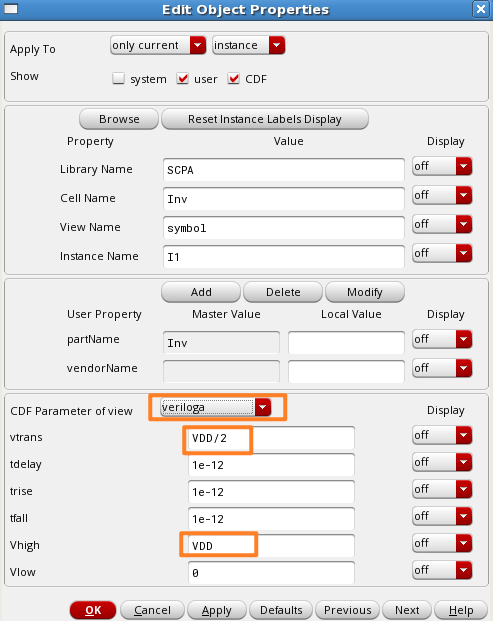 Edit Object Properties
Apply To only current instance
Show system user CDF
Browse Reset Instance Labels Display
Property Value Display
Library Name SCPA off
Cell Name Inv off
View Name symbol off
Instance Name I1 off
Add Delete Modify
User Property Master Value Local Value Display
partName Inv off
vendorName off
CDF Parameter of view veriloga Display
vtrans VDD/2 off
tdelay 1e-12 off
trise 1e-12 off
tfall 1e-12 off
Vhigh VDD off
Vlow 0 off
OK Cancel Apply Defaults Previous Next Help